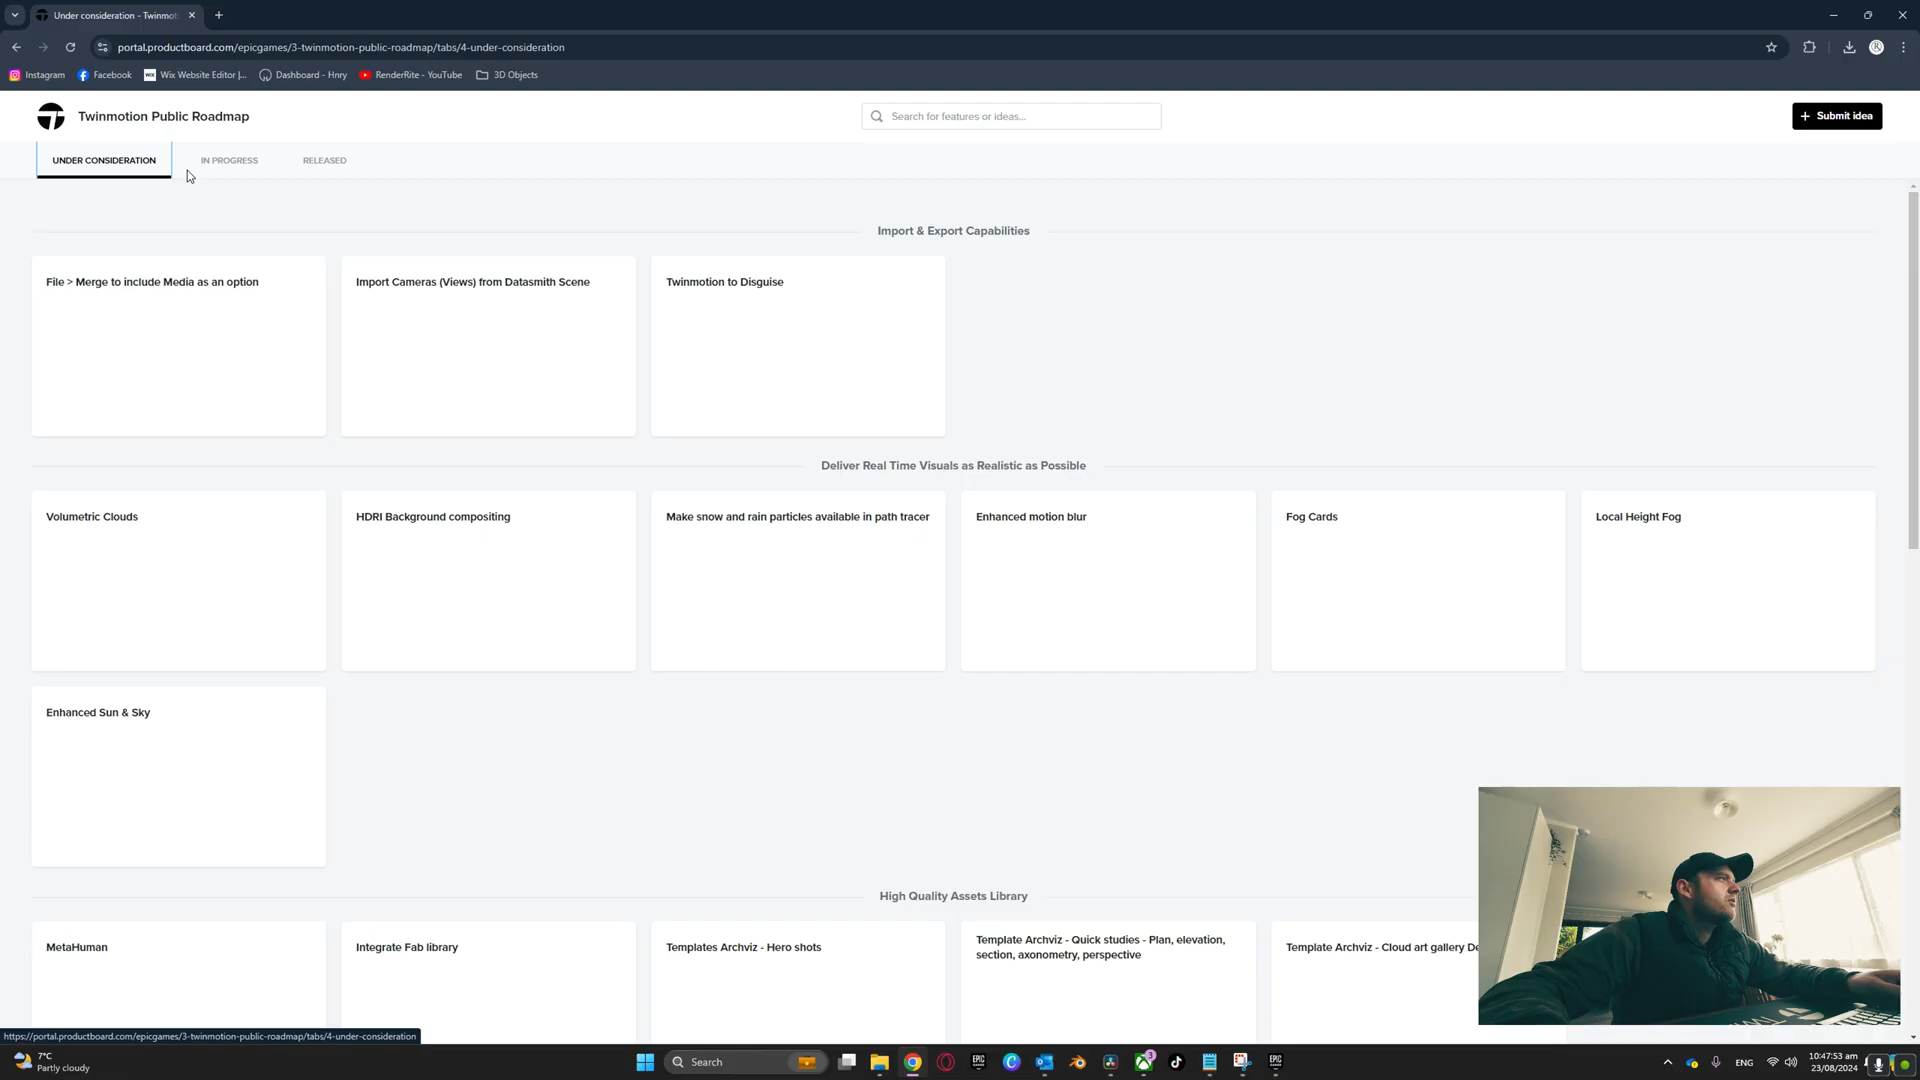 Under consideration - Twinmoti
portal.productboard.com/epicgames/3-twinmotion-public-roadmap/tabs/4-under-consideration
Instagram
Facebook
Wix Website Editor |...
Dashboard - Hnry
RenderRite - YouTube
3D Objects
Twinmotion Public Roadmap
Search for features or ideas...
+ Submit idea
UNDER CONSIDERATION
IN PROGRESS
RELEASED
Import & Export Capabilities
File > Merge to include Media as an option
Import Cameras (Views) from Datasmith Scene
Twinmotion to Disguise
Deliver Real Time Visuals as Realistic as Possible
Volumetric Clouds
HDRI Background compositing
Make snow and rain particles available in path tracer
Enhanced motion blur
Fog Cards
Local Height Fog
Enhanced Sun & Sky
High Quality Assets Library
MetaHuman
Integrate Fab library
Templates Archviz - Hero shots
Template Archviz - Quick studies - Plan, elevation,
section, axonometry, perspective
Template Archviz - Cloud art gallery De
https://portal.productboard.com/epicgames/3-twinmotion-public-roadmap/tabs/4-under-consideration
7°C
Partly cloudy
Search
EPIC
3
EPIC
ENG
10:47:53 am
23/08/2024